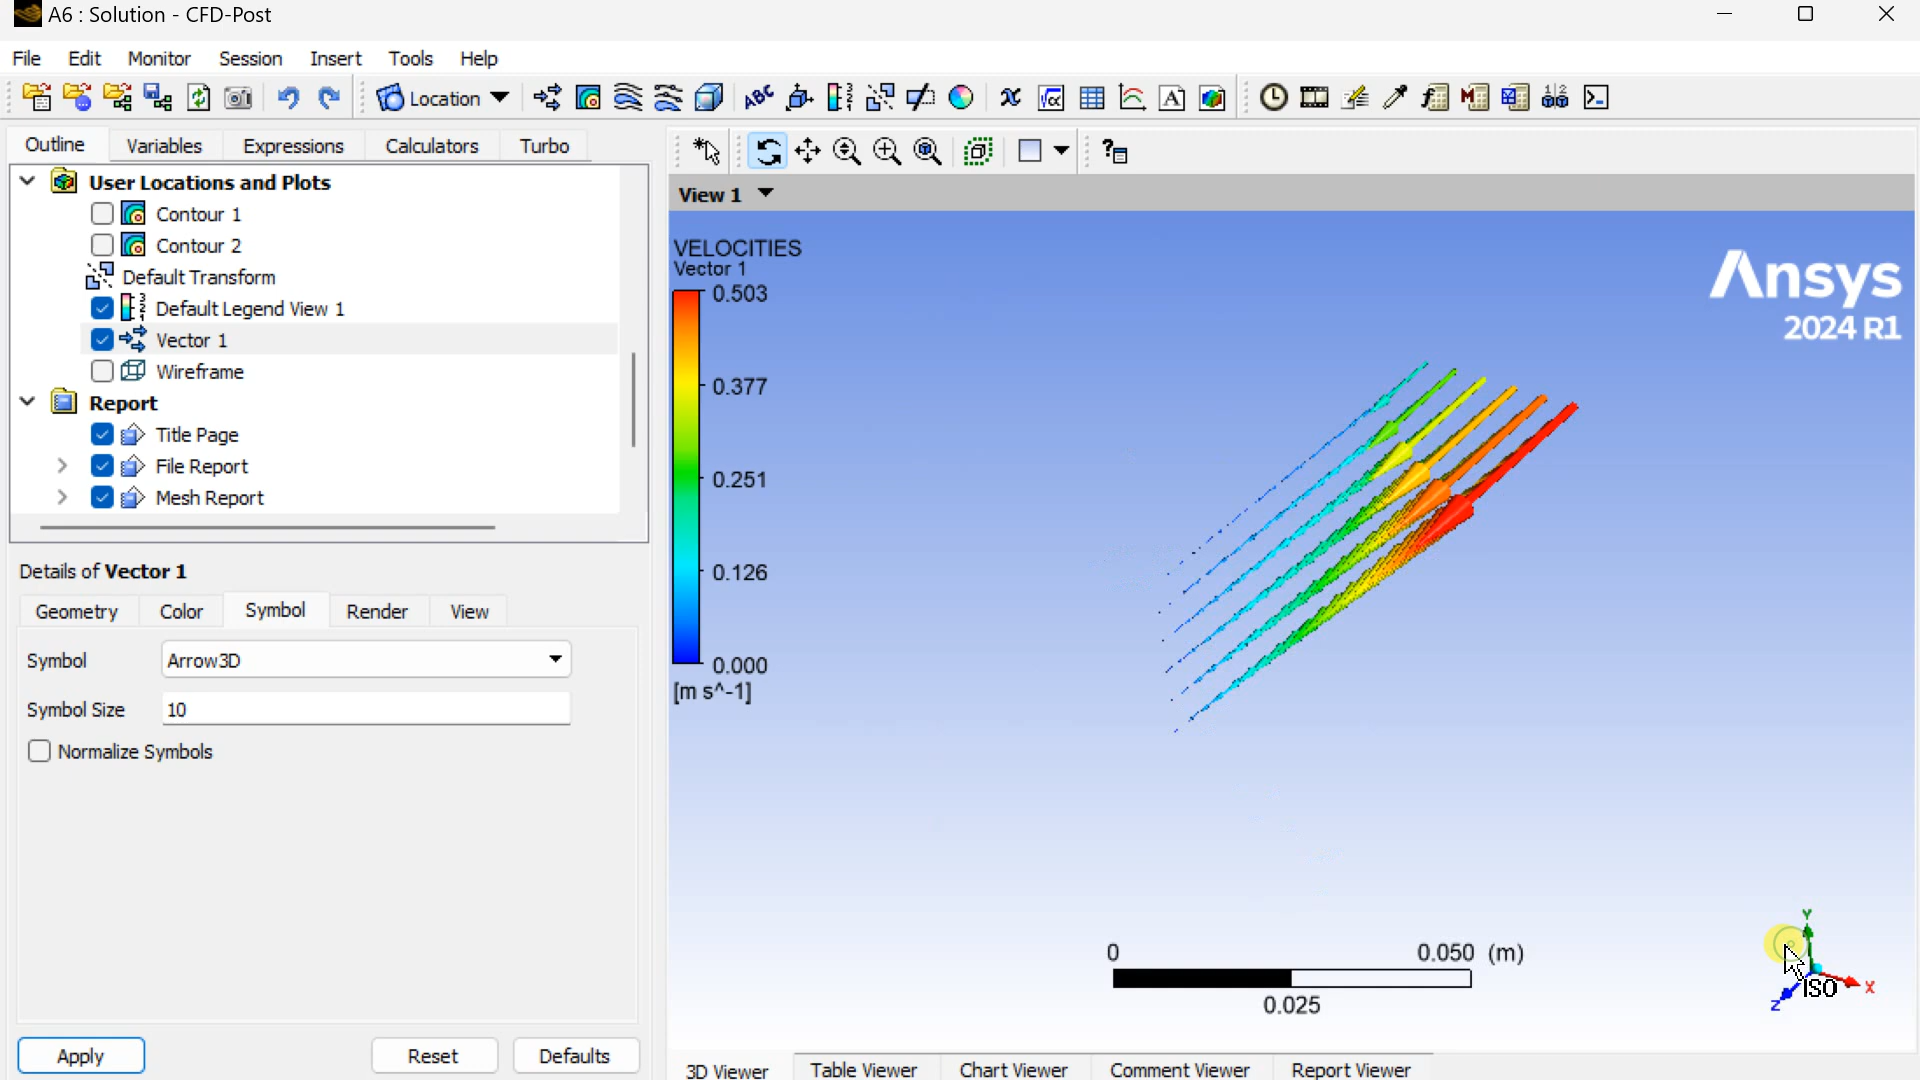 A6 : Solution - CFD-Post
File Edit Monitor Session Insert Tools Help
Location
Outline Variables Expressions Calculators Turbo
User Locations and Plots
Contour 1
Contour 2
Default Transform
Default Legend View 1
Vector 1
Wireframe
Report
Title Page
File Report
Mesh Report
Details of Vector 1
Geometry Color Symbol Render View
Symbol Arrow3D
Symbol Size 10
Normalize Symbols
Apply Reset Defaults
View 1
VELOCITIES
Vector 1
0.503
0.377
0.251
0.126
0.000
[m s^-1]
Ansys
2024 R1
0 0.050 (m)
0.025
Y
X
Z
ISO
3D Viewer Table Viewer Chart Viewer Comment Viewer Report Viewer